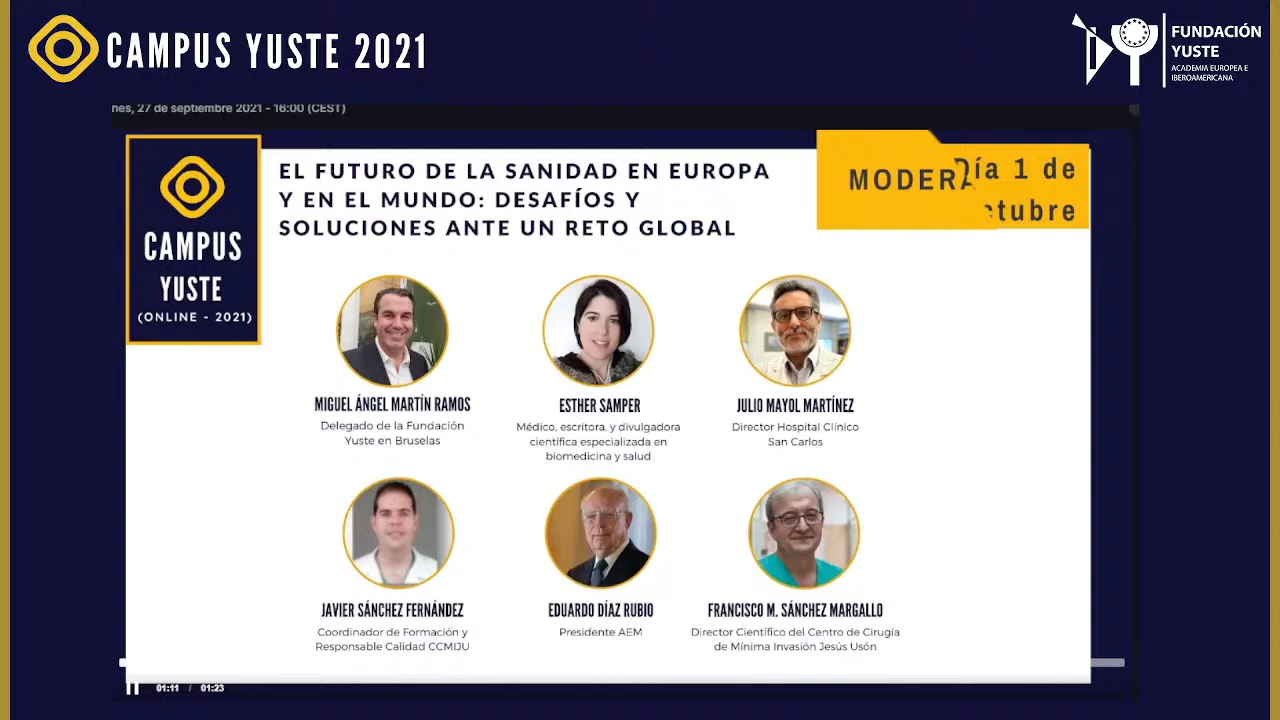 CAMPUS YUSTE 2021
FUNDACIÓN
YUSTE
ACADEMIA EUROPEA E
IBEROAMERICANA
nes, 27 de septiembre 2021 - 16:00 (CEST)
CAMPUS
YUSTE
(ONLINE - 2021)
EL FUTURO DE LA SANIDAD EN EUROPA
Y EN EL MUNDO: DESAFÍOS Y
SOLUCIONES ANTE UN RETO GLOBAL
MODERA
Día 1 de
ctubre
MIGUEL ÁNGEL MARTÍN RAMOS
Delegado de la Fundación
Yuste en Bruselas
ESTHER SAMPER
Médico, escritora, y divulgadora
científica especializada en
biomedicina y salud
JULIO MAYOL MARTÍNEZ
Director Hospital Clínico
San Carlos
JAVIER SÁNCHEZ FERNÁNDEZ
Coordinador de Formación y
Responsable Calidad CCMIJU
EDUARDO DÍAZ RUBIO
Presidente AEM
FRANCISCO M. SÁNCHEZ MARGALLO
Director Científico del Centro de Cirugía
de Mínima Invasión Jesús Usón
01:11 / 01:23